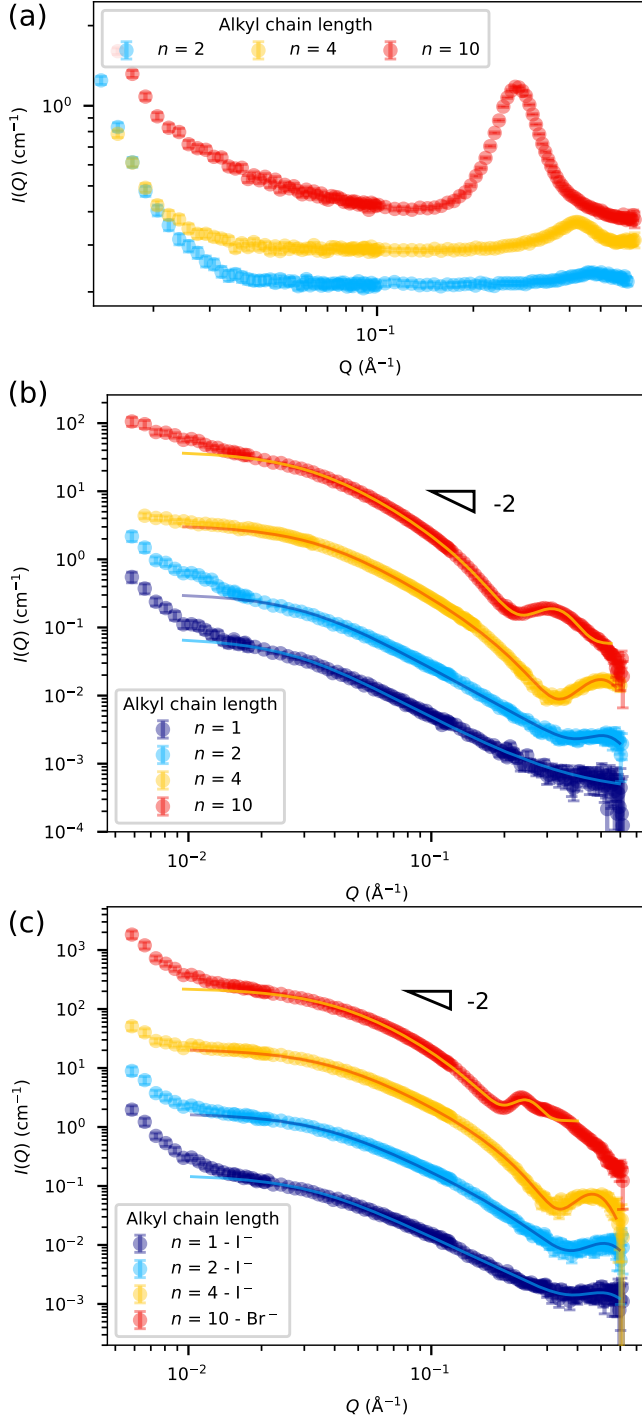 (a)
Alkyl chain length
n = 2 n = 4 n = 10
10⁰
I(Q) (cm⁻¹)
10⁻¹
Q (Å⁻¹)
(b)
10²
10¹
10⁰
10⁻¹
10⁻²
10⁻³
10⁻⁴
I(Q) (cm⁻¹)
-2
Alkyl chain length
n = 1
n = 2
n = 4
n = 10
10⁻² 10⁻¹
Q (Å⁻¹)
(c)
10³
10²
10¹
10⁰
10⁻¹
10⁻²
10⁻³
I(Q) (cm⁻¹)
-2
Alkyl chain length
n = 1 - I⁻
n = 2 - I⁻
n = 4 - I⁻
n = 10 - Br⁻
10⁻² 10⁻¹
Q (Å⁻¹)